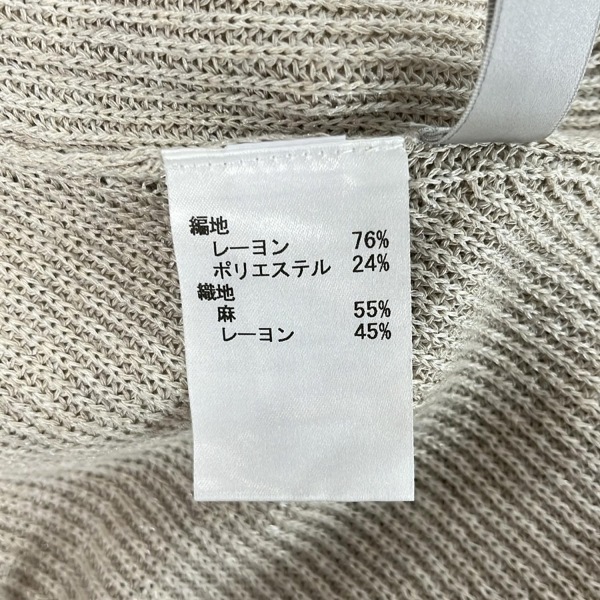 編地
レーヨン 76%
ポリエステル 24%
織地
麻 55%
レーヨン 45%